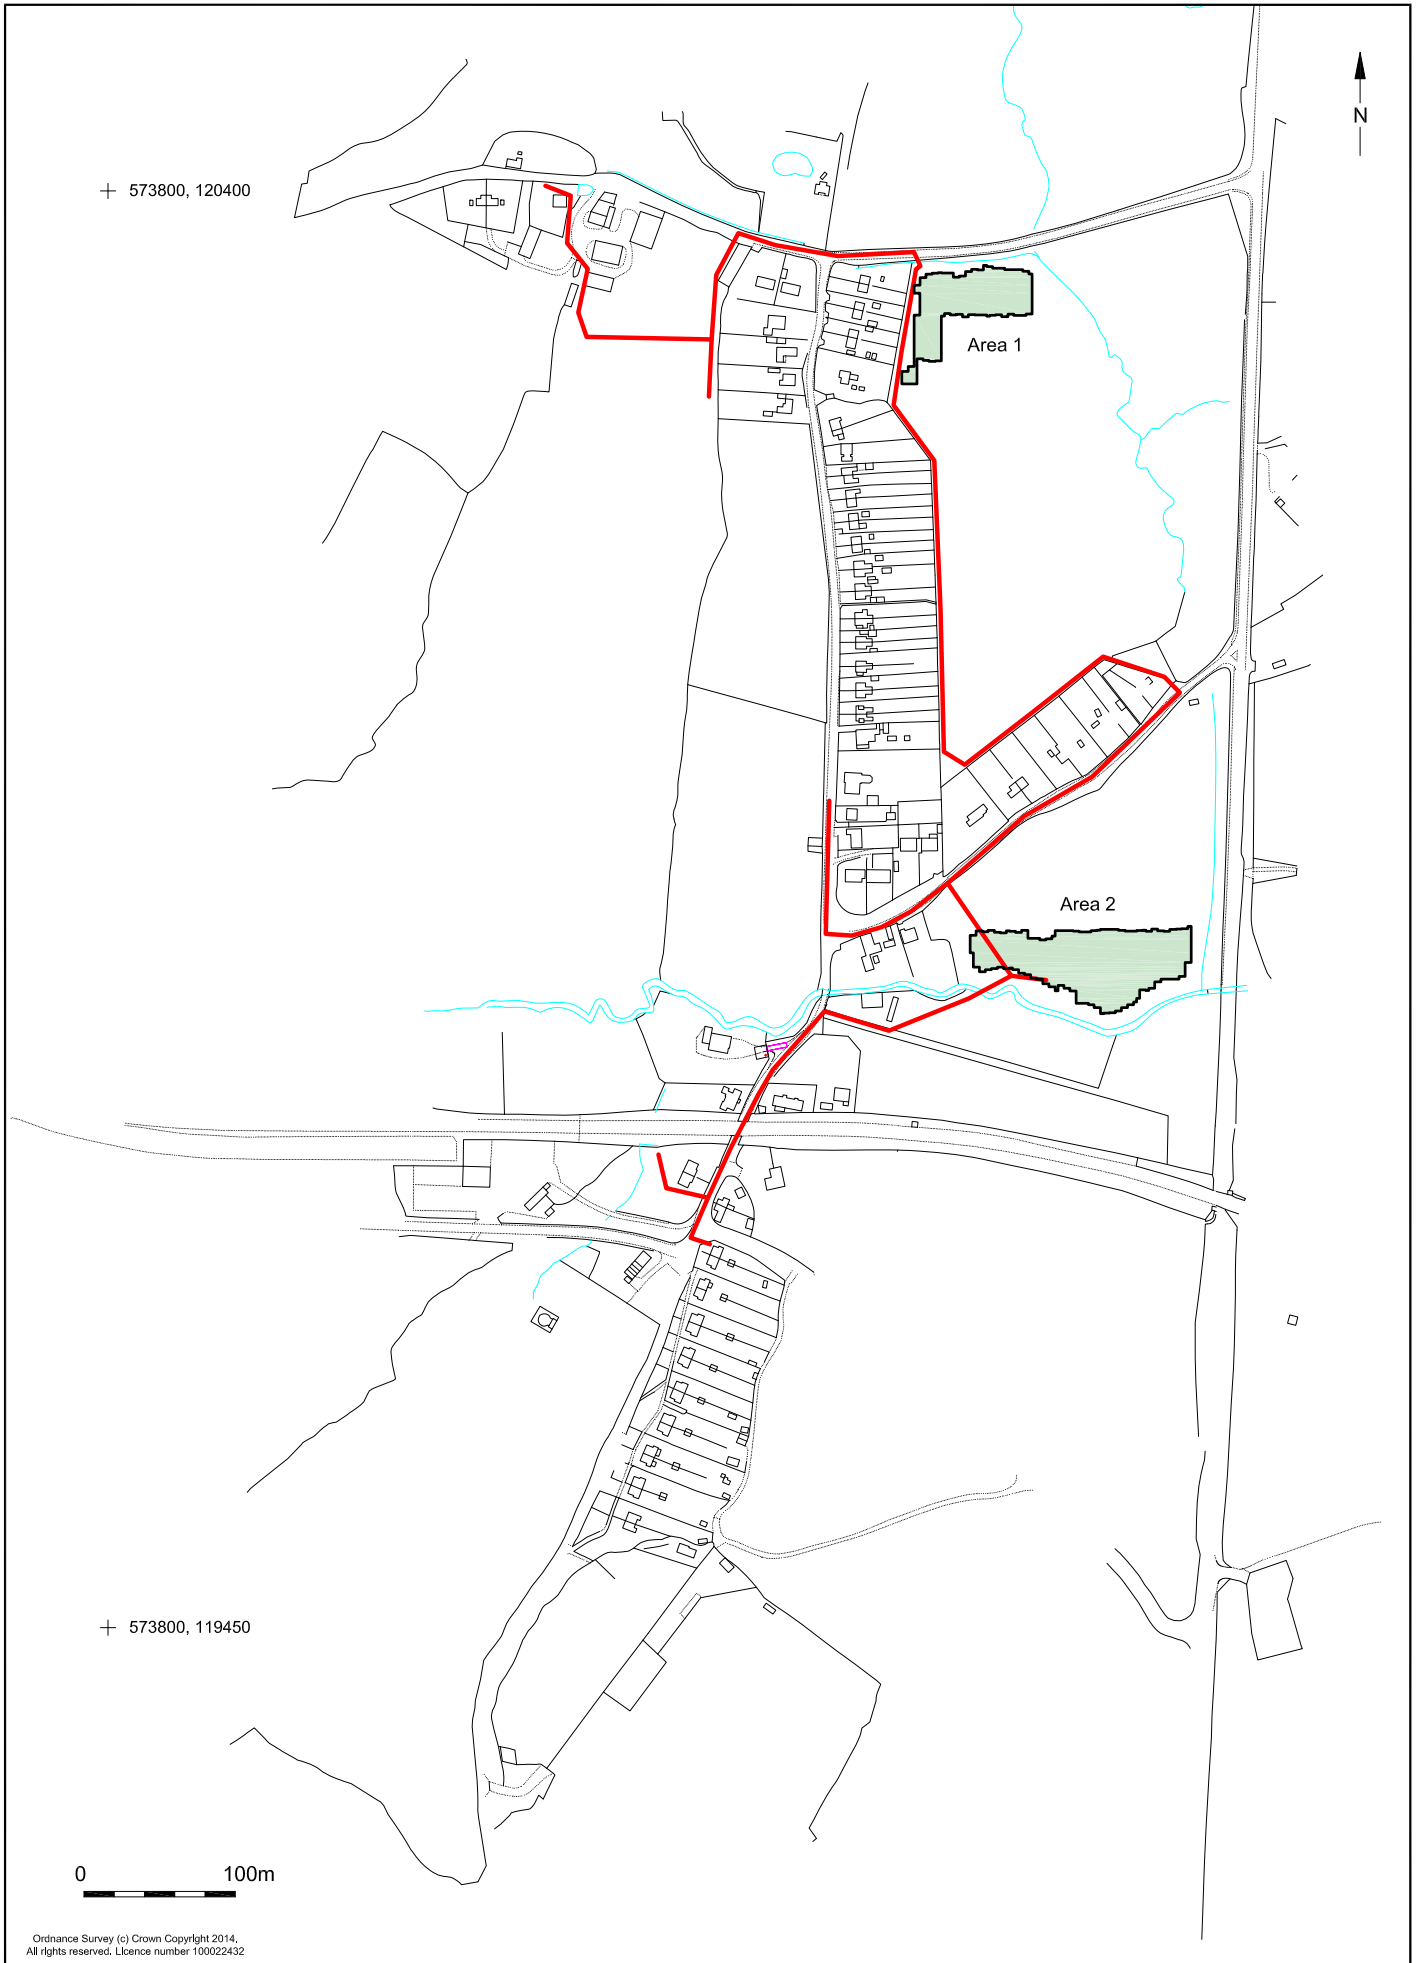 N
573800, 120400
Area 1
Area 2
573800, 119450
0 100m
Ordnance Survey (c) Crown Copyright 2014.
All rights reserved. Licence number 100022432